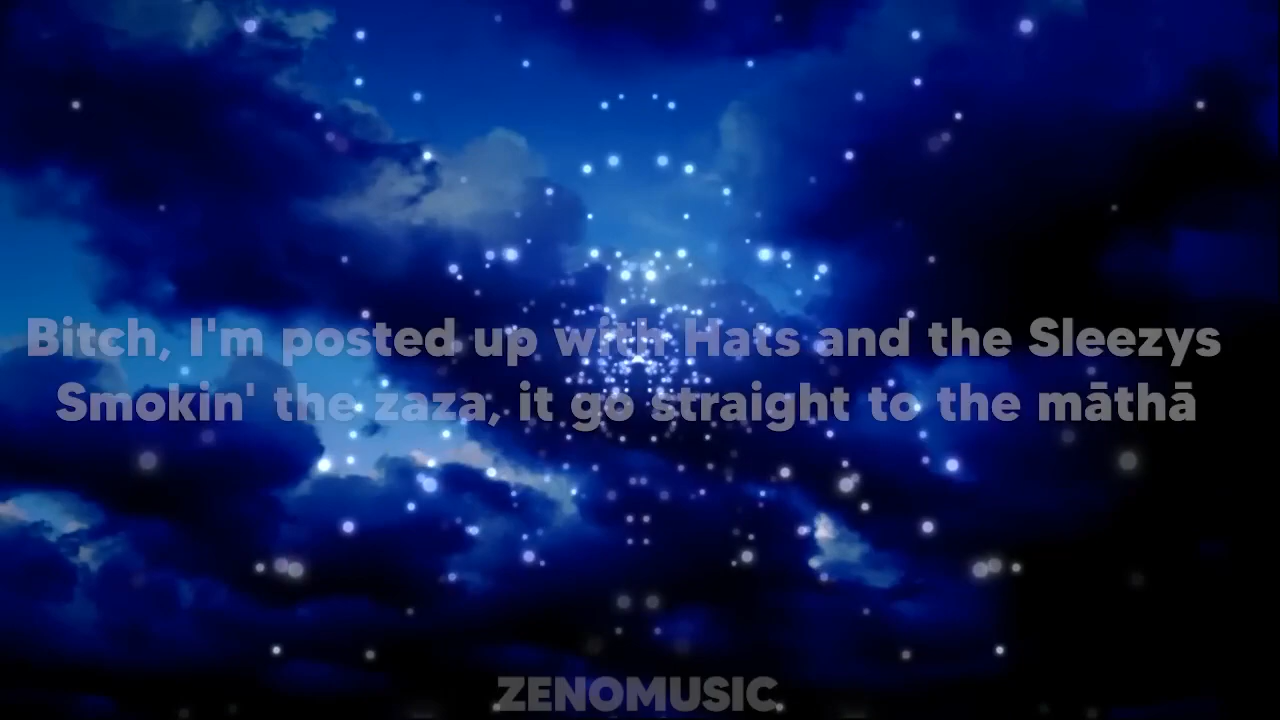 Bitch, I'm posted up with Hats and the Sleezys
Smokin' the zaza, it go straight to the māthā
ZENOMUSIC